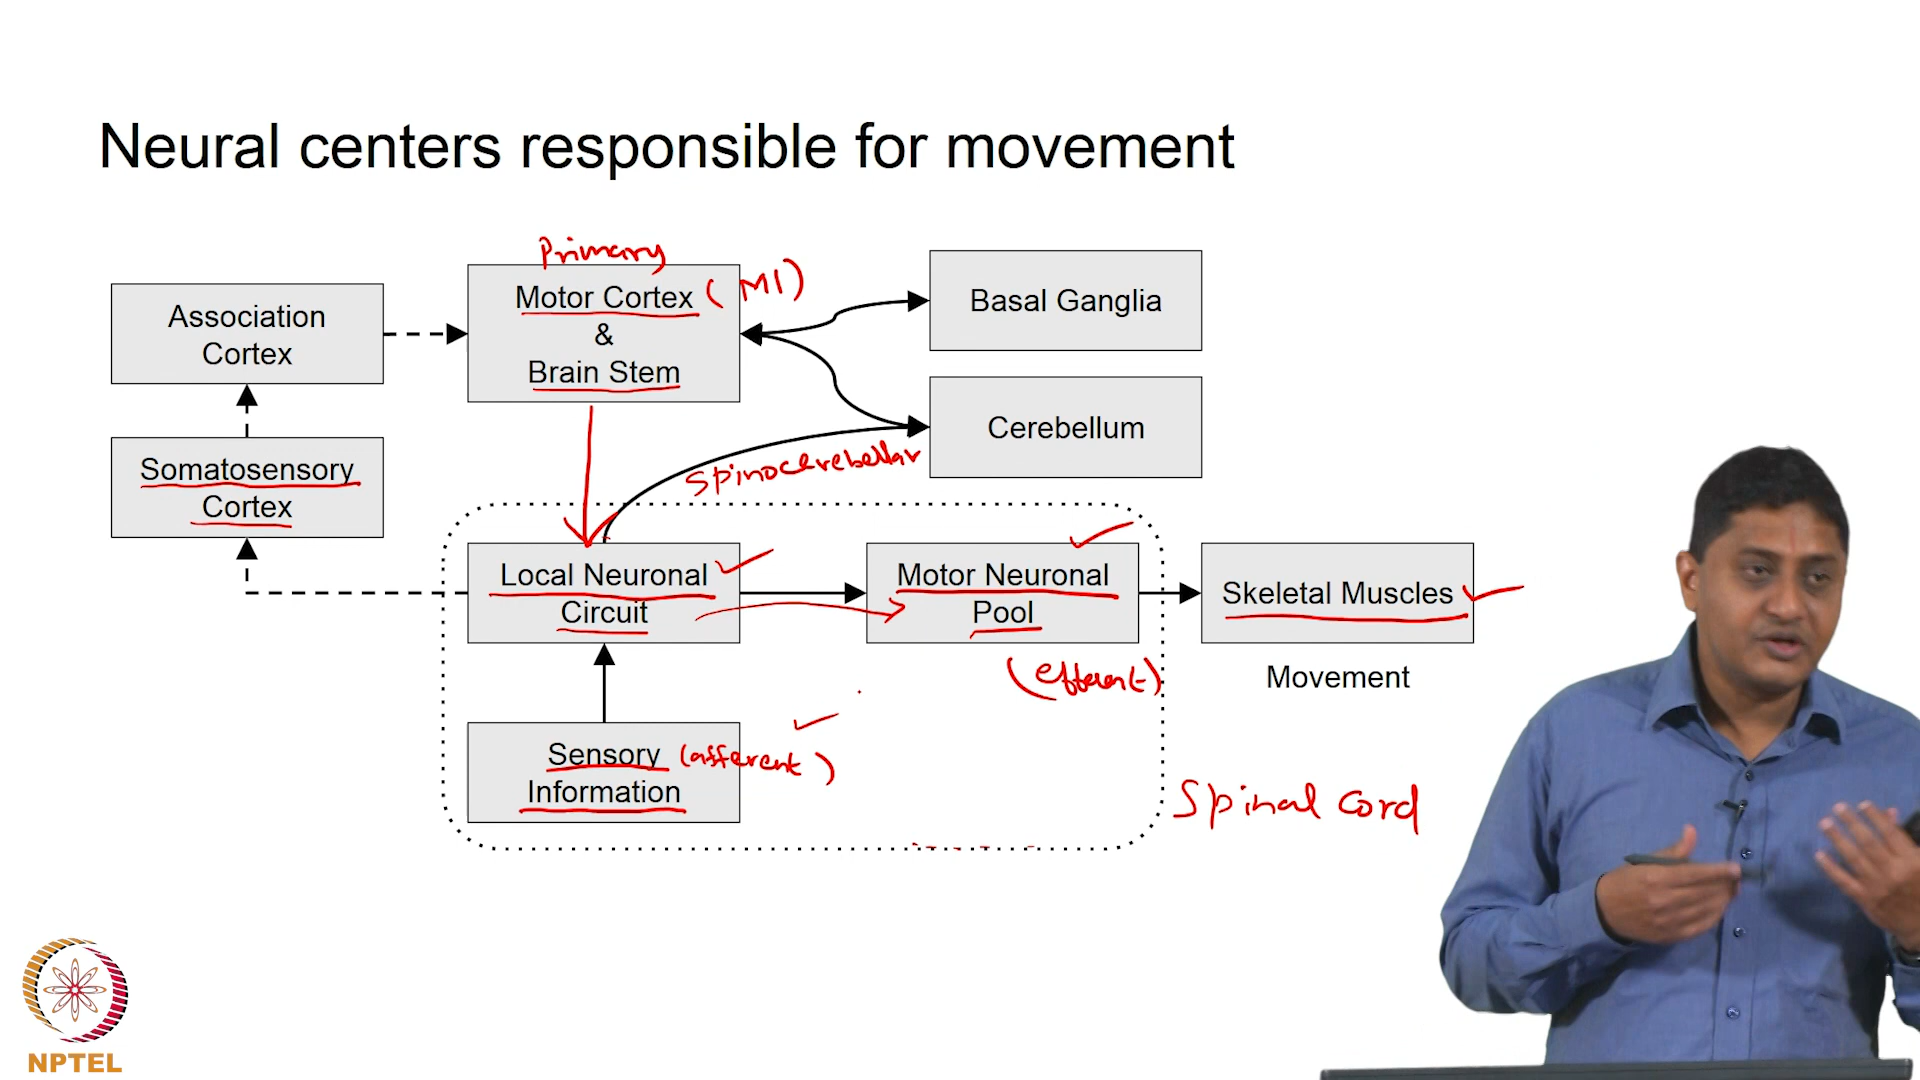 Neural centers responsible for movement
Primary
Motor Cortex (M1)
&
Brain Stem
Association
Cortex
Basal Ganglia
Somatosensory
Cortex
Cerebellum
Spinocerebellar
Local Neuronal
Circuit
Motor Neuronal
Pool
(efferent)
Skeletal Muscles
Movement
Sensory (afferent)
Information
Spinal cord
NPTEL